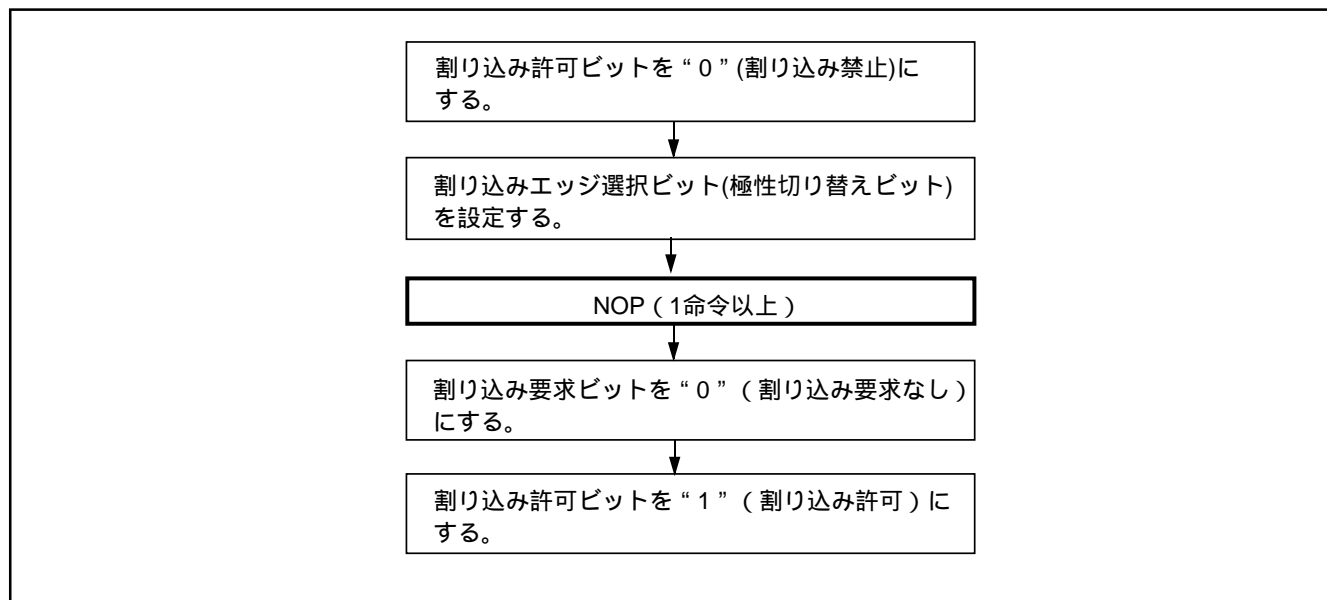 割り込み許可ビットを“０”(割り込み禁止)に
する。
割り込みエッジ選択ビット(極性切り替えビット)
を設定する。
NOP（1命令以上）
割り込み要求ビットを“０”（割り込み要求なし）
にする。
割り込み許可ビットを“１”（割り込み許可）に
する。